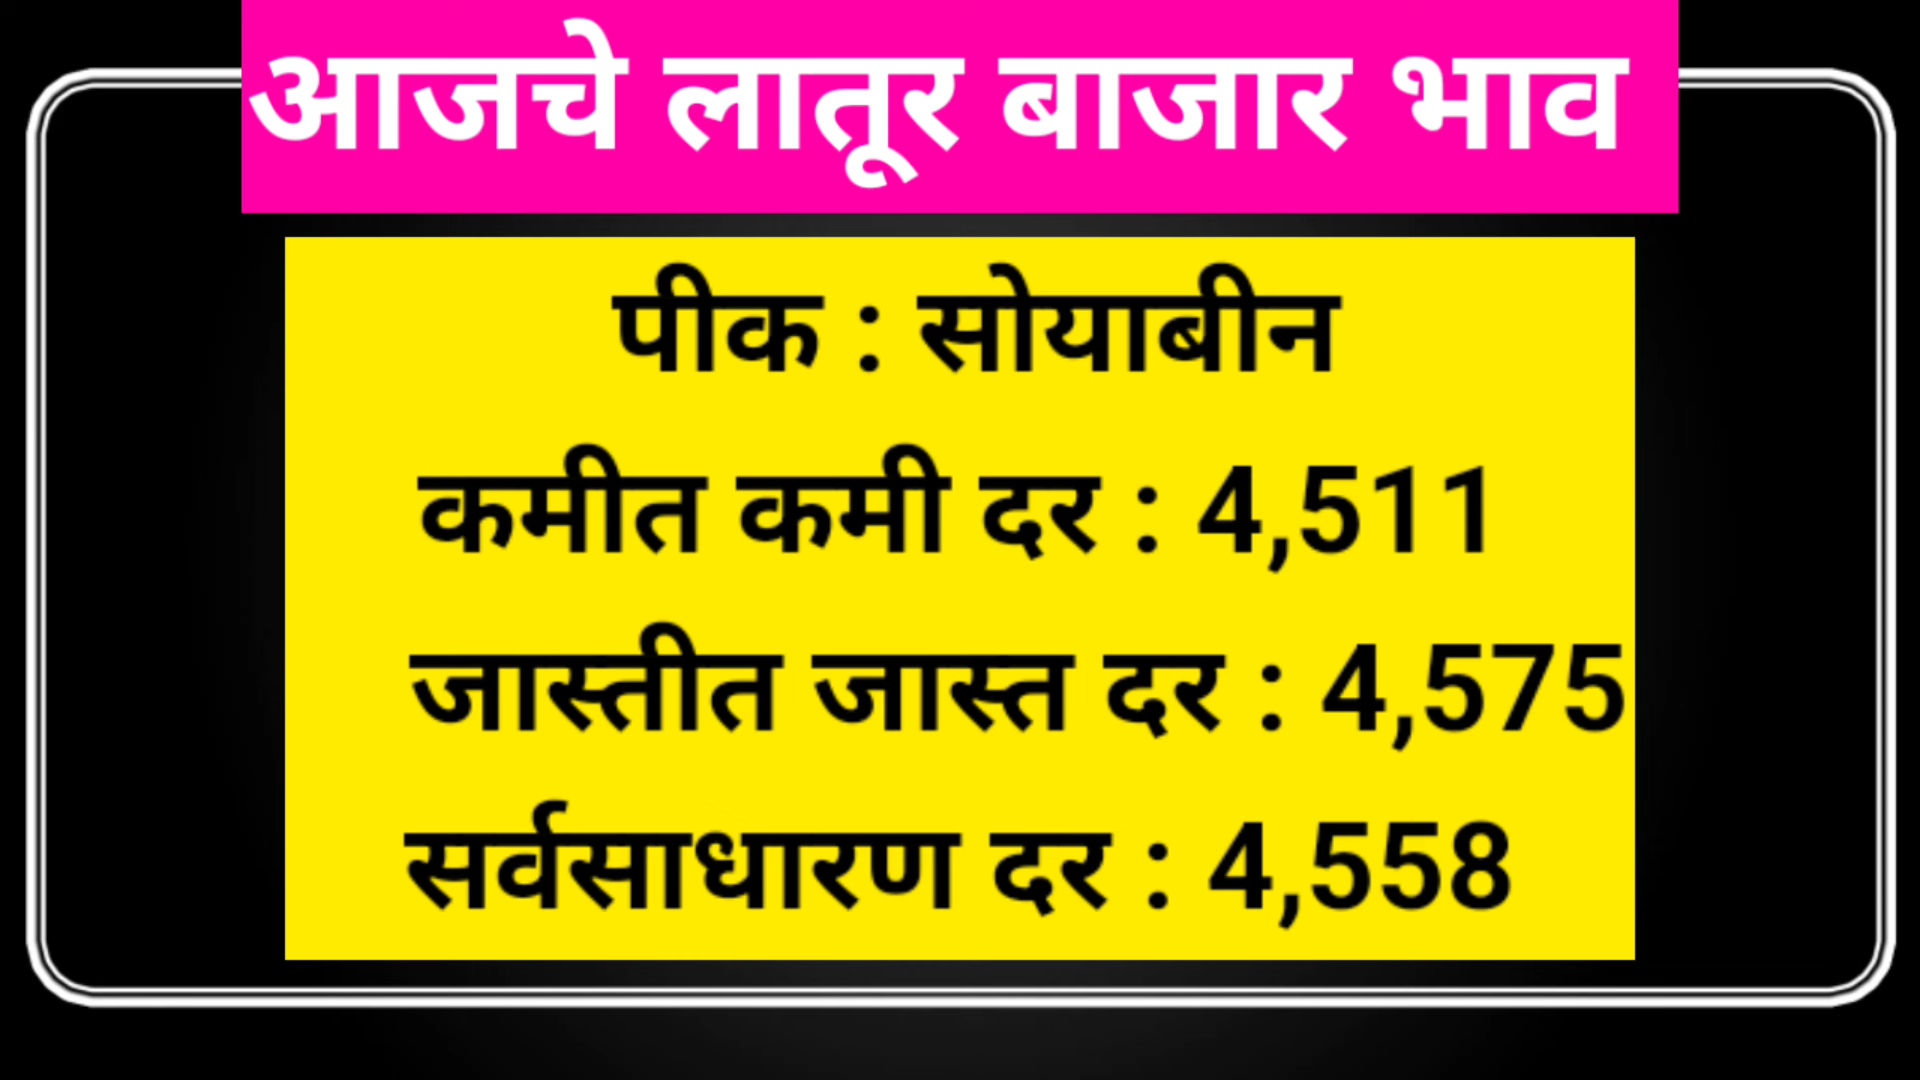 आजचे लातूर बाजार भाव
पीक : सोयाबीन
कमीत कमी दर : 4,511
जास्तीत जास्त दर : 4,575
सर्वसाधारण दर : 4,558